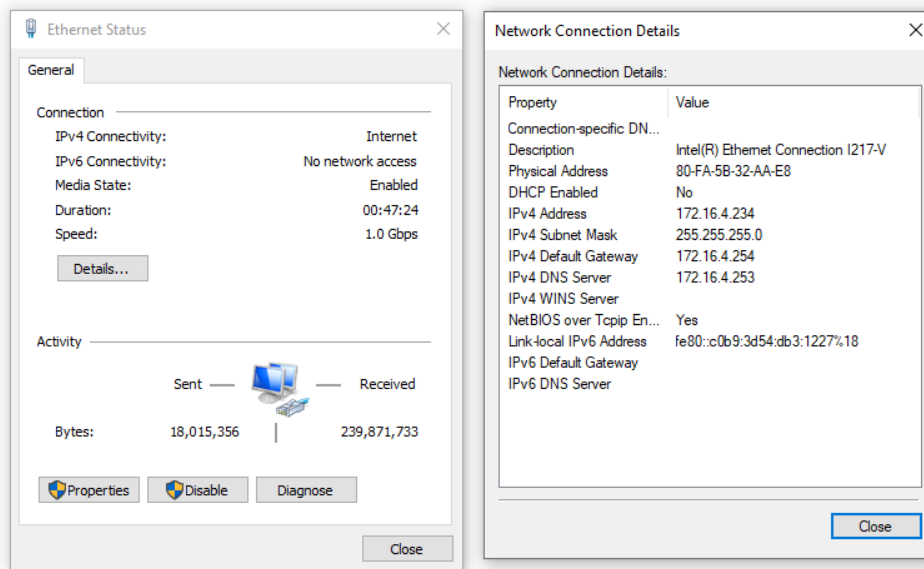 Ethernet Status
General
Connection
IPv4 Connectivity: Internet
IPv6 Connectivity: No network access
Media State: Enabled
Duration: 00:47:24
Speed: 1.0 Gbps
Details...
Activity
Sent Received
Bytes: 18,015,356 239,871,733
Properties Disable Diagnose
Close
Network Connection Details
Network Connection Details:
Property Value
Connection-specific DN...
Description Intel(R) Ethernet Connection I217-V
Physical Address 80-FA-5B-32-AA-E8
DHCP Enabled No
IPv4 Address 172.16.4.234
IPv4 Subnet Mask 255.255.255.0
IPv4 Default Gateway 172.16.4.254
IPv4 DNS Server 172.16.4.253
IPv4 WINS Server
NetBIOS over Tcpip En... Yes
Link-local IPv6 Address fe80::c0b9:3d54:db3:1227%18
IPv6 Default Gateway
IPv6 DNS Server
Close